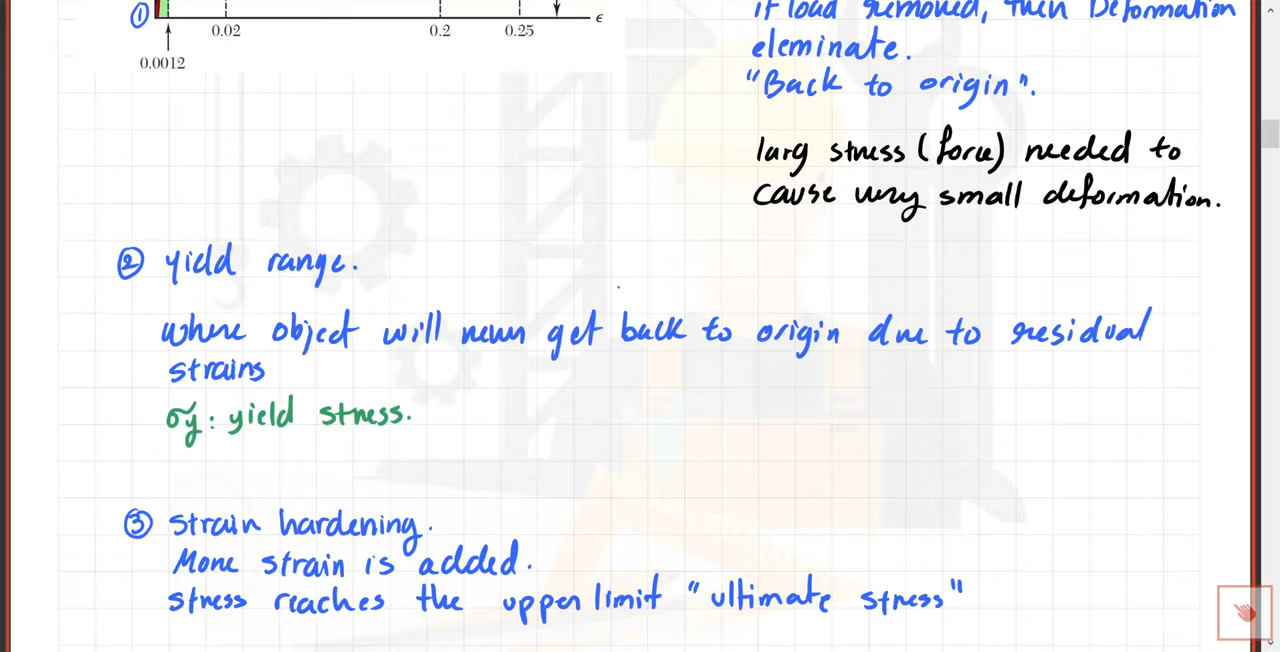 ① 0.02 0.2 0.25 ϵ
0.0012
if load removed, then Deformation
eleminate.
"Back to origin".
larg stress (force) needed to
cause very small deformation.
② yield range.
where object will never get back to origin due to residual
strains
σy: yield stress.
③ strain hardening.
More strain is added.
stress reaches the upper limit "ultimate stress"